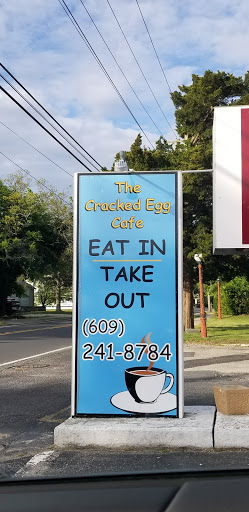 The
Cracked Egg
Cafe
EAT IN
TAKE
OUT
(609)
241-8784